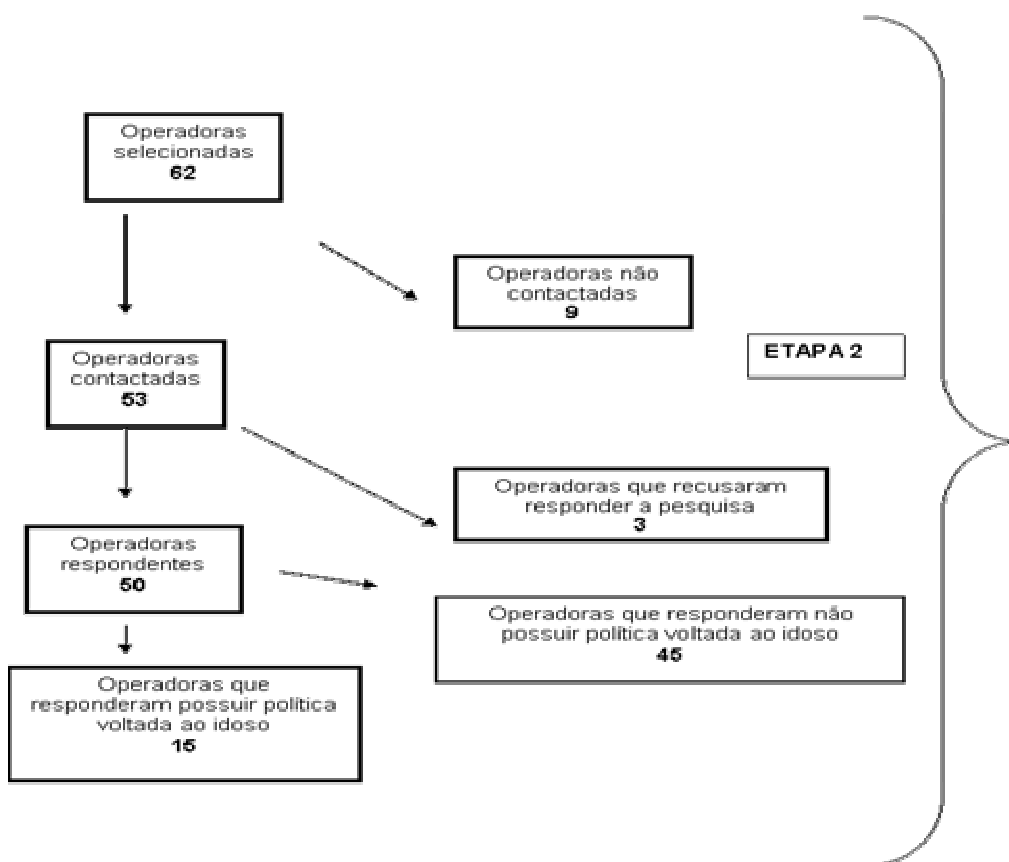 Operadoras
selecionadas
62
Operadoras não
contactadas
9
ETAPA 2
Operadoras
contactadas
53
Operadoras que recusaram
responder a pesquisa
3
Operadoras
respondentes
50
Operadoras que responderam não
possuir política voltada ao idoso
45
Operadoras que
responderam possuir política
voltada ao idoso
15